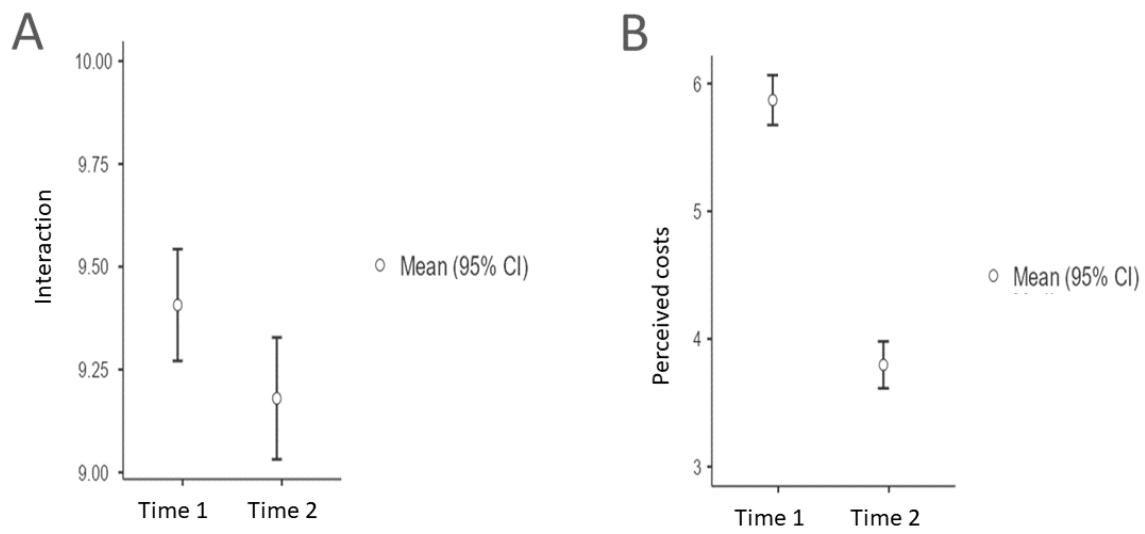 A
10.00
9.75
9.50
9.25
9.00
Interaction
Time 1
Time 2
Mean (95% CI)
B
6
5
4
3
Perceived costs
Time 1
Time 2
Mean (95% CI)